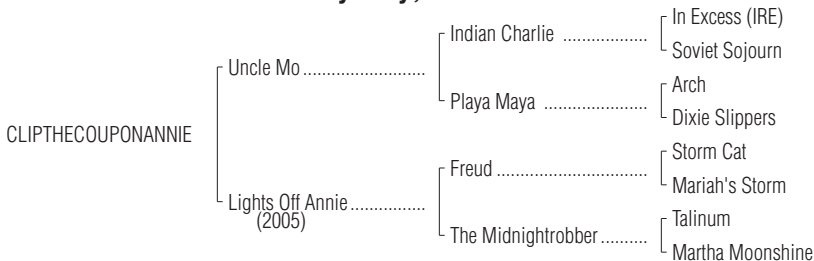 In Excess (IRE)
Indian Charlie ....................
Soviet Sojourn
Uncle Mo ..........................
Arch
Playa Maya ........................
Dixie Slippers
CLIPTHECOUPONANNIE
Storm Cat
Freud ................................
Mariah's Storm
Lights Off Annie ................
(2005)
Talinum
The Midnightrobber ..........
Martha Moonshine